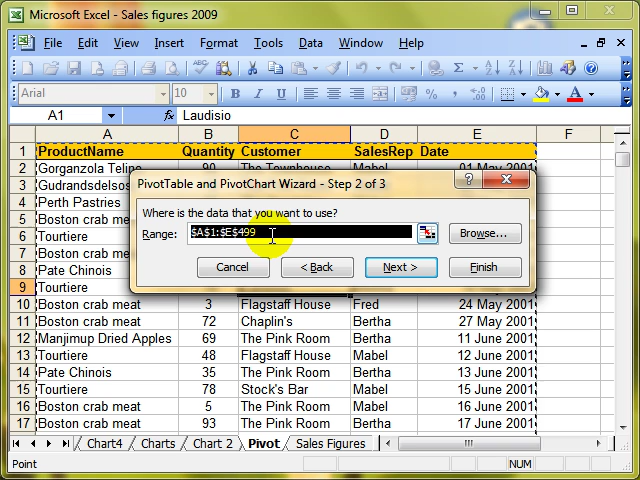 Microsoft Excel - Sales figures 2009
File Edit View Insert Format Tools Data Window Help
Arial 10 B
A1 Laudisio
A B C D E F
1 ProductName Quantity Customer SalesRep Date
2 Gorganzola Teline 90 The Townhouse Mabel 01 May 2001
3 Gudrandsdelsos
4 Perth Pastries
5 Boston crab m
6 Tourtiere
7 Boston crab m
8 Pate Chinois
9 Tourtiere
PivotTable and PivotChart Wizard - Step 2 of 3
Where is the data that you want to use?
Range: $A$1:$E$499 Browse...
Cancel < Back Next > Finish
10 Boston crab meat 3 Flagstaff House Fred 24 May 2001
11 Boston crab meat 72 Chaplin's Bertha 27 May 2001
12 Manjimup Dried Apples 69 The Pink Room Bertha 11 June 2001
13 Tourtiere 48 Flagstaff House Mabel 12 June 2001
14 Pate Chinois 35 The Pink Room Bertha 13 June 2001
15 Tourtiere 78 Stock's Bar Mabel 15 June 2001
16 Boston crab meat 5 The Pink Room Mabel 16 June 2001
17 Boston crab meat 93 The Pink Room Bertha 17 June 2001
Chart4 Charts Chart 2 Pivot Sales Figures
Point NUM